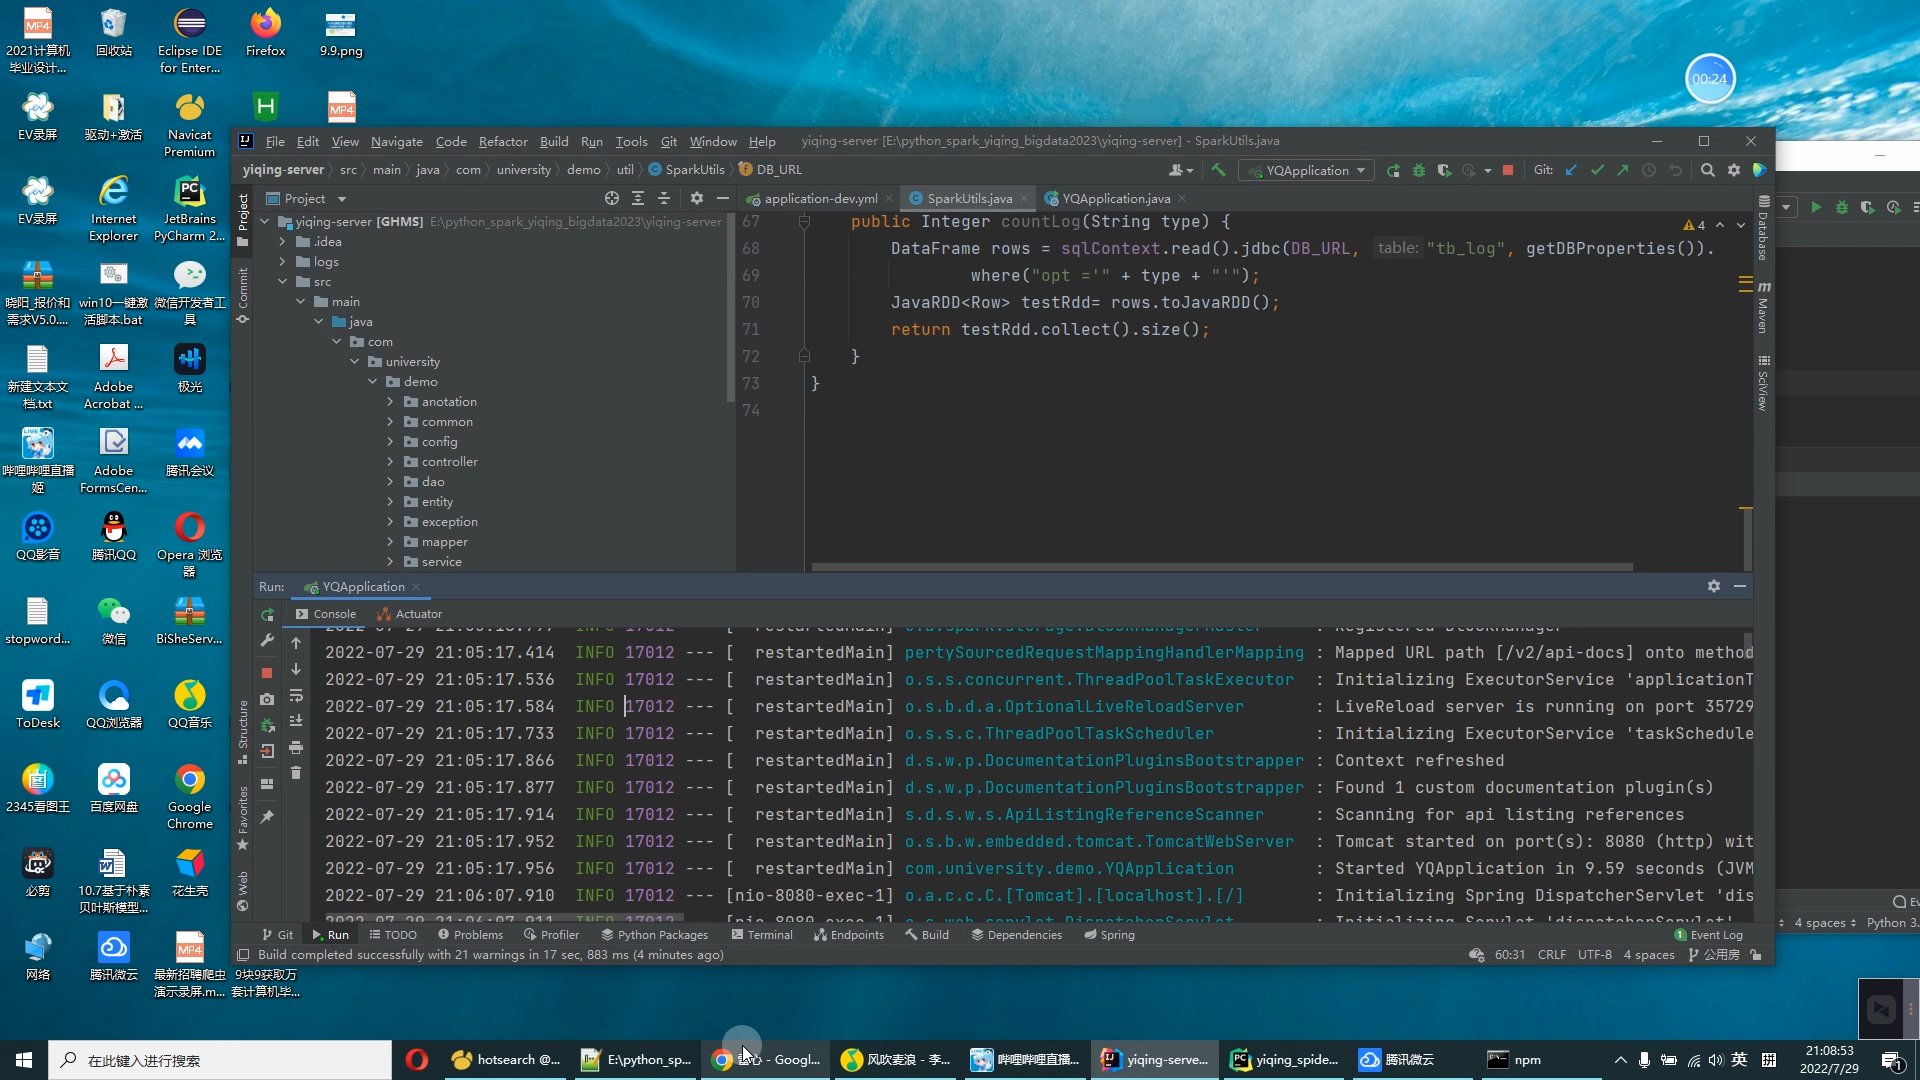 2021计算机
毕业设计...
回收站
Eclipse IDE
for Enter...
Firefox
9.9.png
EV录屏
驱动+激活
Navicat
Premium
EV录屏
Internet
Explorer
JetBrains
PyCharm 2...
晓阳_报价和
需求V5.0....
win10一键激
活脚本.bat
微信开发者工
具
新建文本文
档.txt
Adobe
Acrobat ...
极光
哔哩哔哩直播
姬
Adobe
FormsCen...
腾讯会议
QQ影音
腾讯QQ
Opera 浏览
器
stopword...
微信
BiSheServ...
ToDesk
QQ浏览器
QQ音乐
2345看图王
百度网盘
Google
Chrome
必剪
10.7基于朴素
贝叶斯模型...
花生壳
网络
腾讯微云
最新招聘爬虫
演示录屏.m...
9块9获取万
套计算机毕...
00:24
File Edit View Navigate Code Refactor Build Run Tools Git Window Help yiqing-server [E:\python_spark_yiqing_bigdata2023\yiqing-server] - SparkUtils.java
yiqing-server src main java com university demo util SparkUtils DB_URL
YQApplication
Git:
Project
application-dev.yml
SparkUtils.java
YQApplication.java
yiqing-server [GHMS] E:\python_spark_yiqing_bigdata2023\yiqing-server
.idea
logs
src
main
java
com
university
demo
anotation
common
config
controller
dao
entity
exception
mapper
service
67 public Integer countLog(String type) {
68 DataFrame rows = sqlContext.read().jdbc(DB_URL, table: "tb_log", getDBProperties()).
69 where("opt ='" + type + "'");
70 JavaRDD<Row> testRdd= rows.toJavaRDD();
71 return testRdd.collect().size();
72 }
73 }
74
4
Project
Commit
Structure
Favorites
Web
Database
Maven
SciView
Run: YQApplication
Console Actuator
2022-07-29 21:05:17.414 INFO 17012 --- [ restartedMain] pertySourcedRequestMappingHandlerMapping : Mapped URL path [/v2/api-docs] onto method
2022-07-29 21:05:17.536 INFO 17012 --- [ restartedMain] o.s.s.concurrent.ThreadPoolTaskExecutor : Initializing ExecutorService 'applicationT
2022-07-29 21:05:17.584 INFO 17012 --- [ restartedMain] o.s.b.d.a.OptionalLiveReloadServer : LiveReload server is running on port 35729
2022-07-29 21:05:17.733 INFO 17012 --- [ restartedMain] o.s.s.c.ThreadPoolTaskScheduler : Initializing ExecutorService 'taskSchedule
2022-07-29 21:05:17.866 INFO 17012 --- [ restartedMain] d.s.w.p.DocumentationPluginsBootstrapper : Context refreshed
2022-07-29 21:05:17.877 INFO 17012 --- [ restartedMain] d.s.w.p.DocumentationPluginsBootstrapper : Found 1 custom documentation plugin(s)
2022-07-29 21:05:17.914 INFO 17012 --- [ restartedMain] s.d.s.w.s.ApiListingReferenceScanner : Scanning for api listing references
2022-07-29 21:05:17.952 INFO 17012 --- [ restartedMain] o.s.b.w.embedded.tomcat.TomcatWebServer : Tomcat started on port(s): 8080 (http) wit
2022-07-29 21:05:17.956 INFO 17012 --- [ restartedMain] com.university.demo.YQApplication : Started YQApplication in 9.59 seconds (JVM
2022-07-29 21:06:07.910 INFO 17012 --- [nio-8080-exec-1] o.a.c.c.C.[Tomcat].[localhost].[/] : Initializing Spring DispatcherServlet 'dis
2022-07-29 21:06:07.911 INFO 17012 --- [nio-8080-exec-1] o.s.web.servlet.DispatcherServlet : Initializing Servlet 'dispatcherServlet'
Git Run TODO Problems Profiler Python Packages Terminal Endpoints Build Dependencies Spring 1 Event Log
Build completed successfully with 21 warnings in 17 sec, 883 ms (4 minutes ago)
60:31 CRLF UTF-8 4 spaces 公用房
Ev
4 spaces Python 3.
在此键入进行搜索
hotsearch @...
E:\python_sp...
- Googl...
风吹麦浪 - 李...
哔哩哔哩直播...
yiqing-serve...
yiqing_spide...
腾讯微云
npm
英
21:08:53
2022/7/29
1